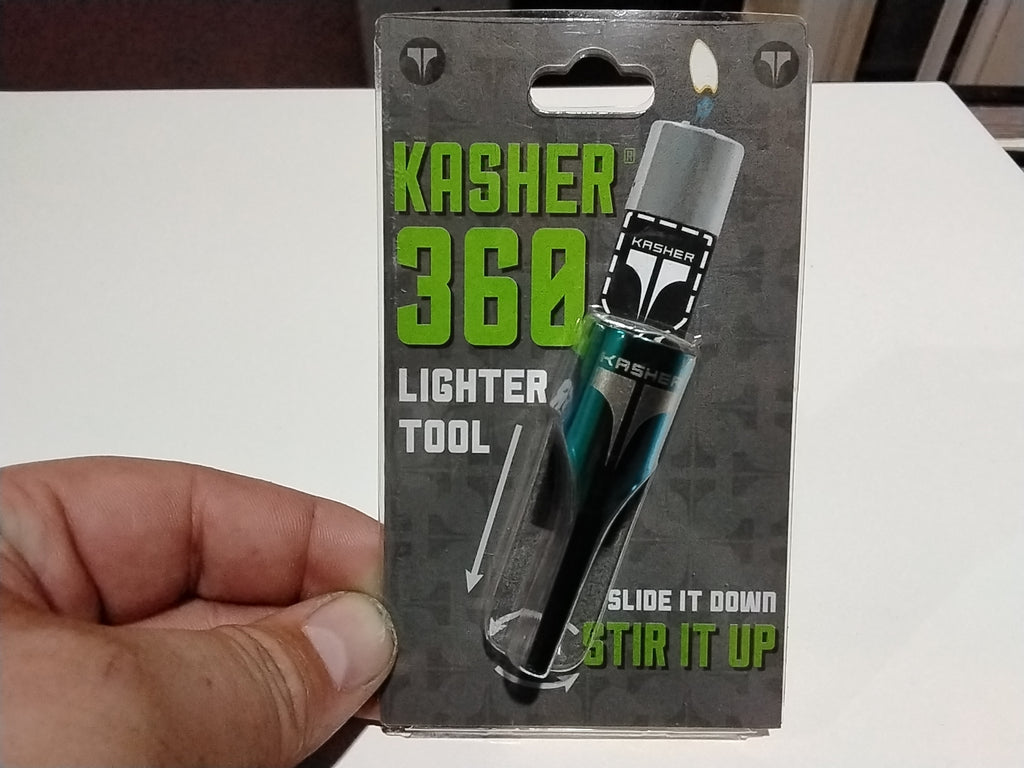 KASHER®
360
LIGHTER
TOOL
KASHER
KASHER
SLIDE IT DOWN
STIR IT UP